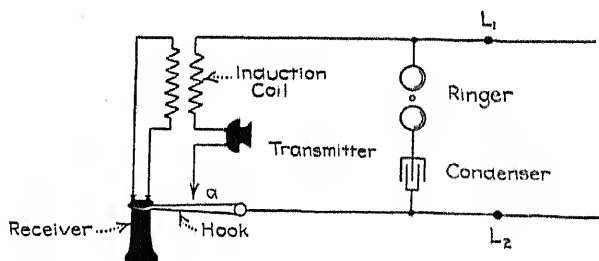 L₁
Induction
Coil
Ringer
Transmitter
Condenser
a
Receiver
Hook
L₂